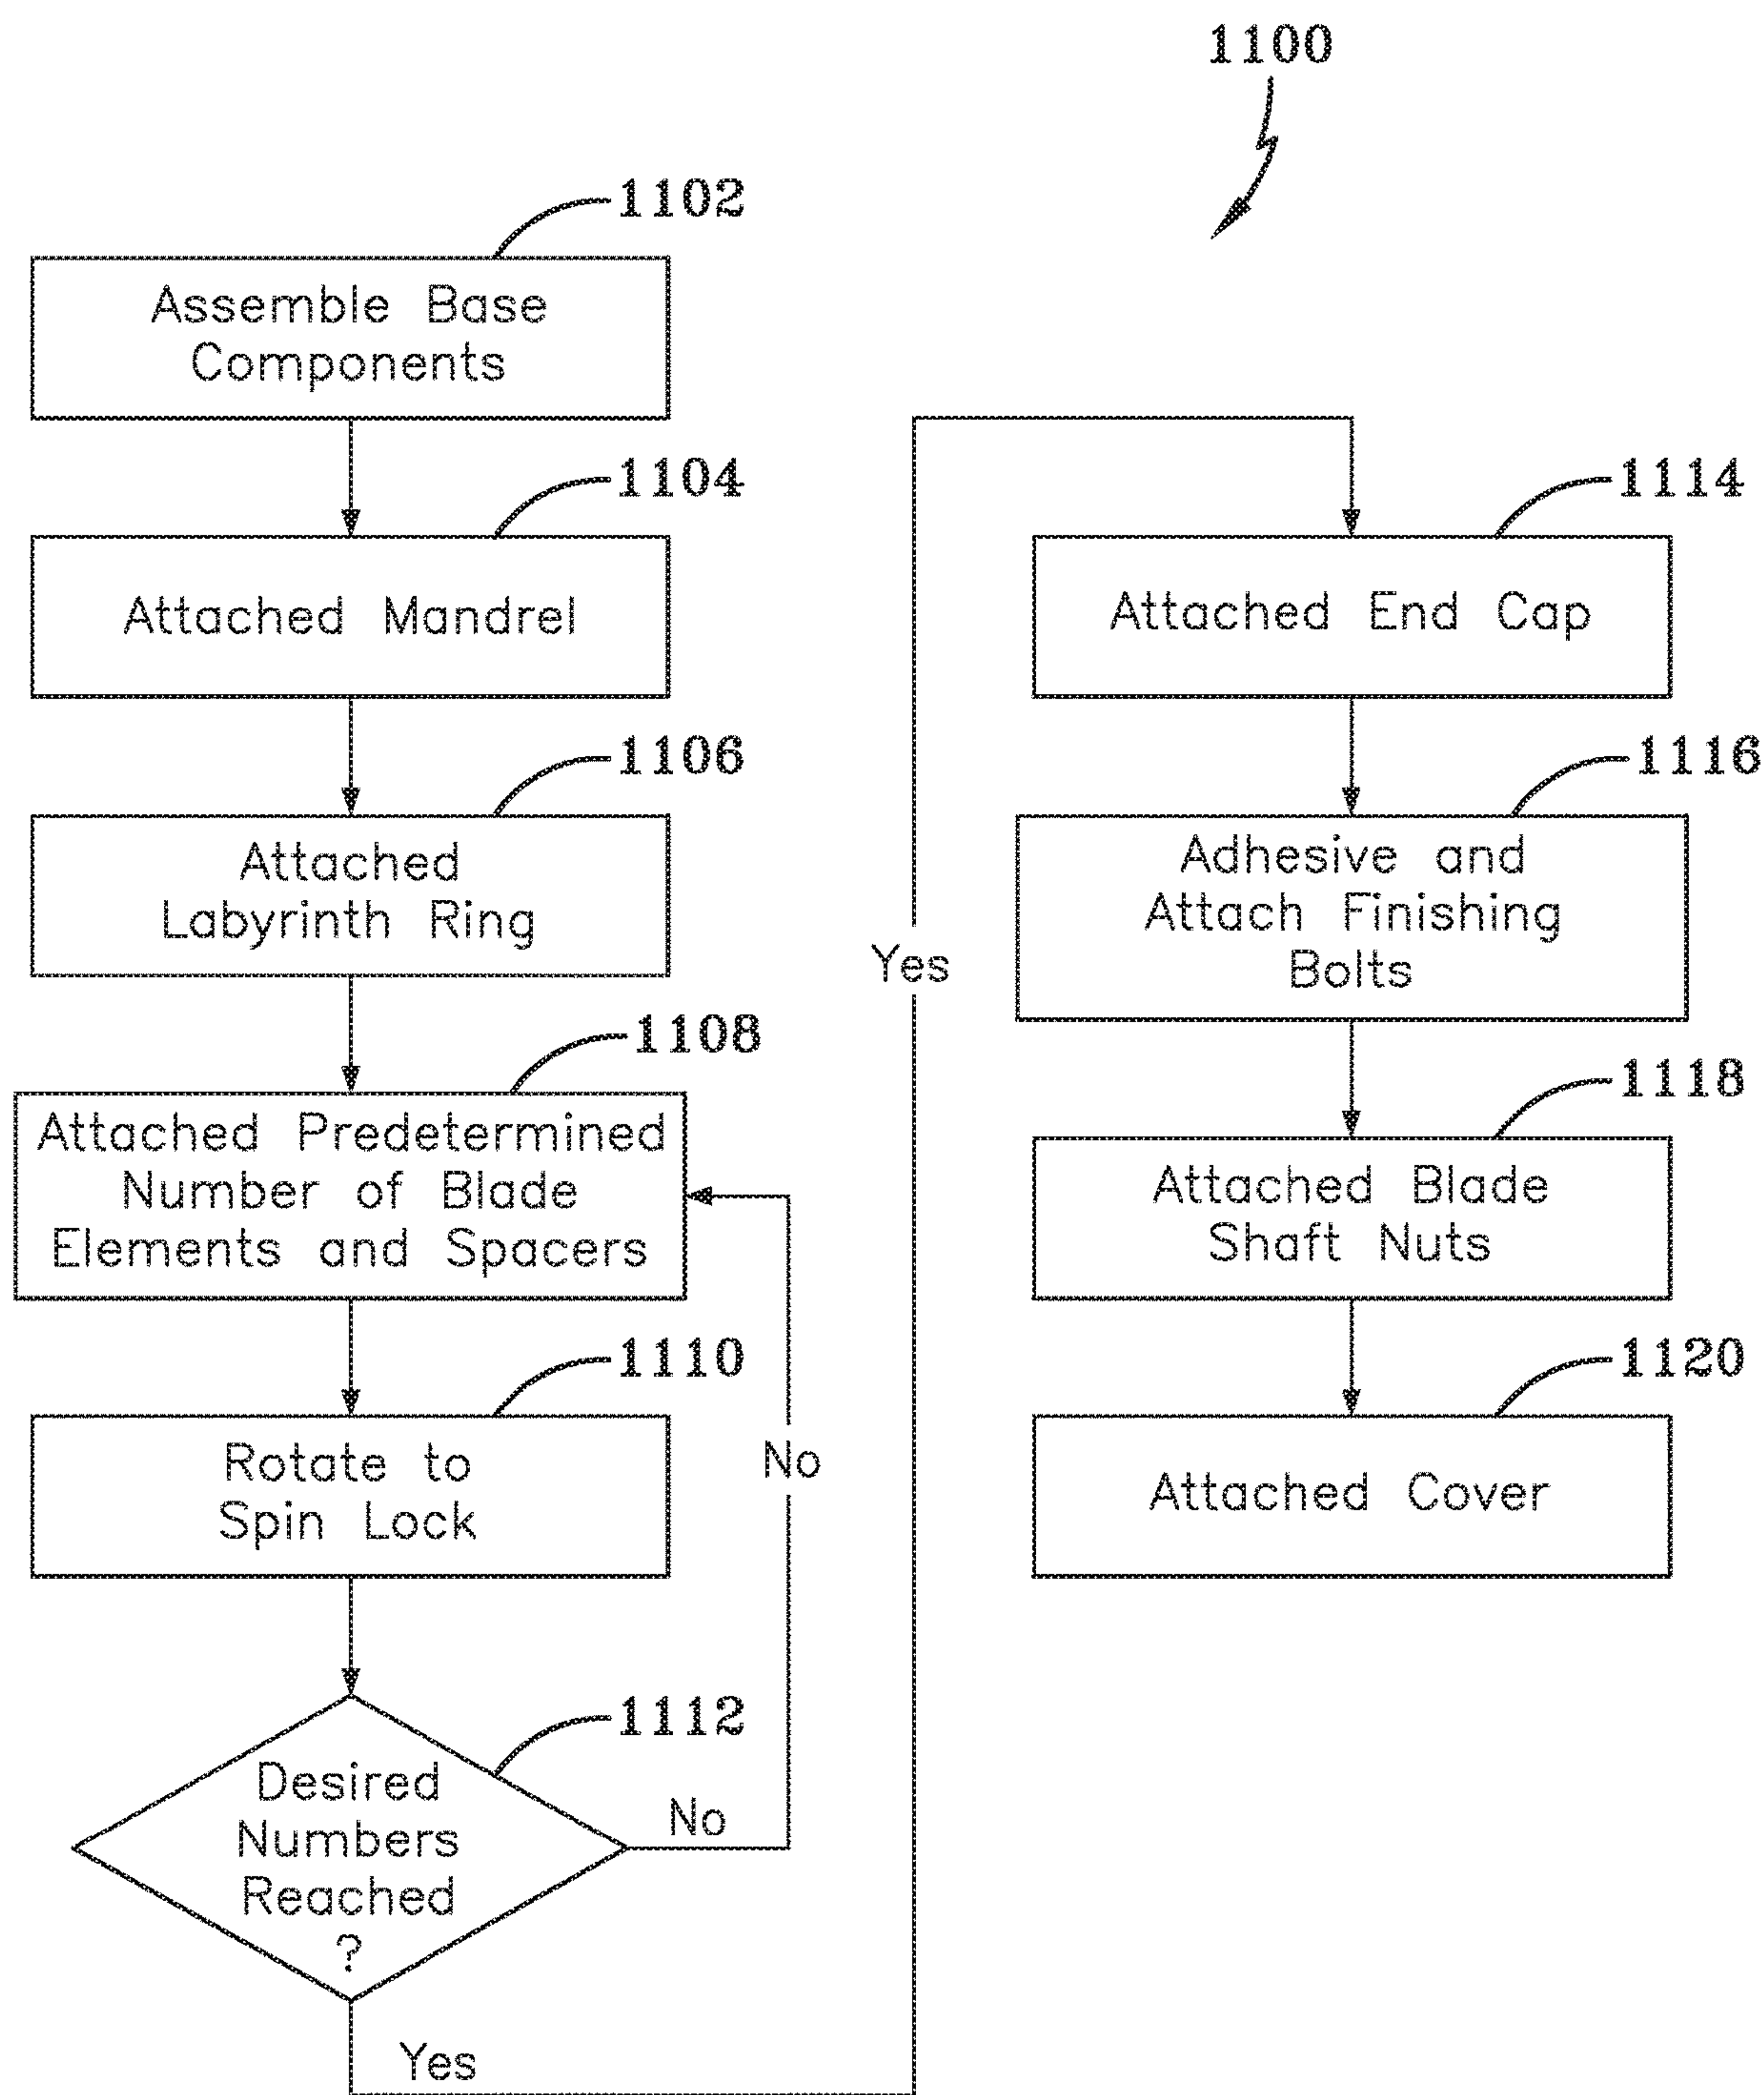 1100
1102
Assemble Base
Components
1104
Attached Mandrel
1106
Attached
Labyrinth Ring
1108
Attached Predetermined
Number of Blade
Elements and Spacers
1110
Rotate to
Spin Lock
No
1112
Desired
Numbers
Reached
?
No
Yes
Yes
1114
Attached End Cap
1116
Adhesive and
Attach Finishing
Bolts
1118
Attached Blade
Shaft Nuts
1120
Attached Cover